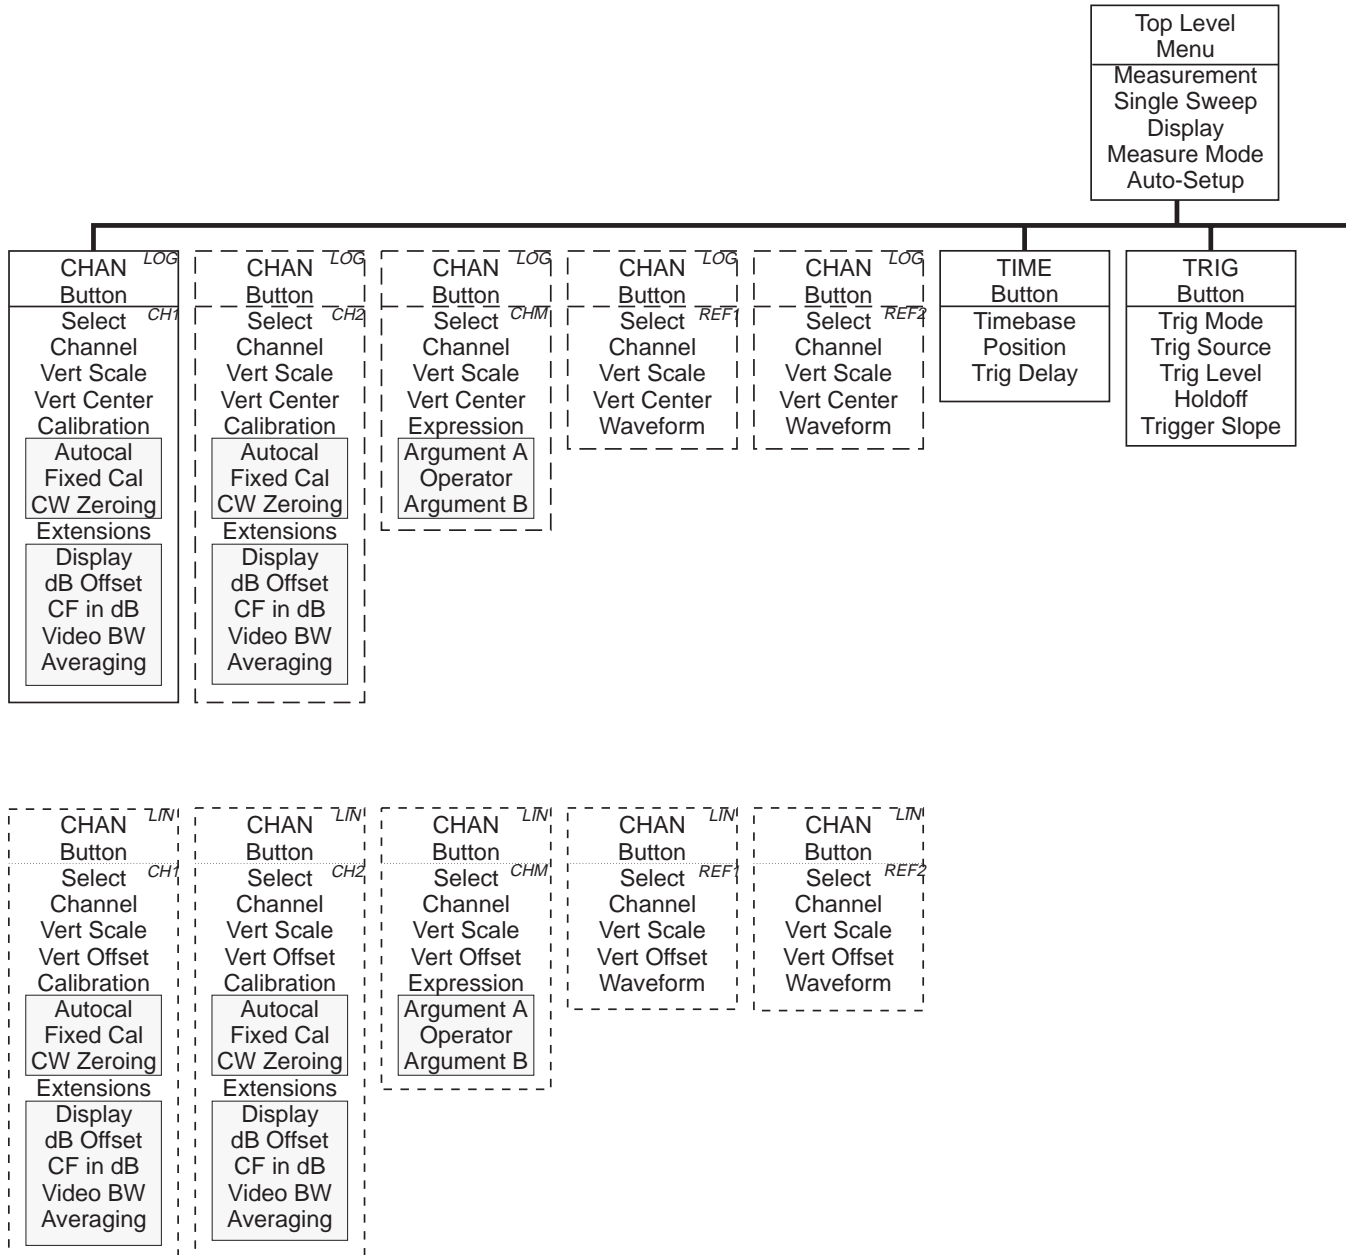 Top Level
Menu
Measurement
Single Sweep
Display
Measure Mode
Auto-Setup
CHAN LOG
Button
Select CH1
Channel
Vert Scale
Vert Center
Calibration
Autocal
Fixed Cal
CW Zeroing
Extensions
Display
dB Offset
CF in dB
Video BW
Averaging
CHAN LOG
Button
Select CH2
Channel
Vert Scale
Vert Center
Calibration
Autocal
Fixed Cal
CW Zeroing
Extensions
Display
dB Offset
CF in dB
Video BW
Averaging
CHAN LOG
Button
Select CHM
Channel
Vert Scale
Vert Center
Expression
Argument A
Operator
Argument B
CHAN LOG
Button
Select REF1
Channel
Vert Scale
Vert Center
Waveform
CHAN LOG
Button
Select REF2
Channel
Vert Scale
Vert Center
Waveform
TIME
Button
Timebase
Position
Trig Delay
TRIG
Button
Trig Mode
Trig Source
Trig Level
Holdoff
Trigger Slope
CHAN LIN
Button
Select CH1
Channel
Vert Scale
Vert Offset
Calibration
Autocal
Fixed Cal
CW Zeroing
Extensions
Display
dB Offset
CF in dB
Video BW
Averaging
CHAN LIN
Button
Select CH2
Channel
Vert Scale
Vert Offset
Calibration
Autocal
Fixed Cal
CW Zeroing
Extensions
Display
dB Offset
CF in dB
Video BW
Averaging
CHAN LIN
Button
Select CHM
Channel
Vert Scale
Vert Offset
Expression
Argument A
Operator
Argument B
CHAN LIN
Button
Select REF1
Channel
Vert Scale
Vert Offset
Waveform
CHAN LIN
Button
Select REF2
Channel
Vert Scale
Vert Offset
Waveform